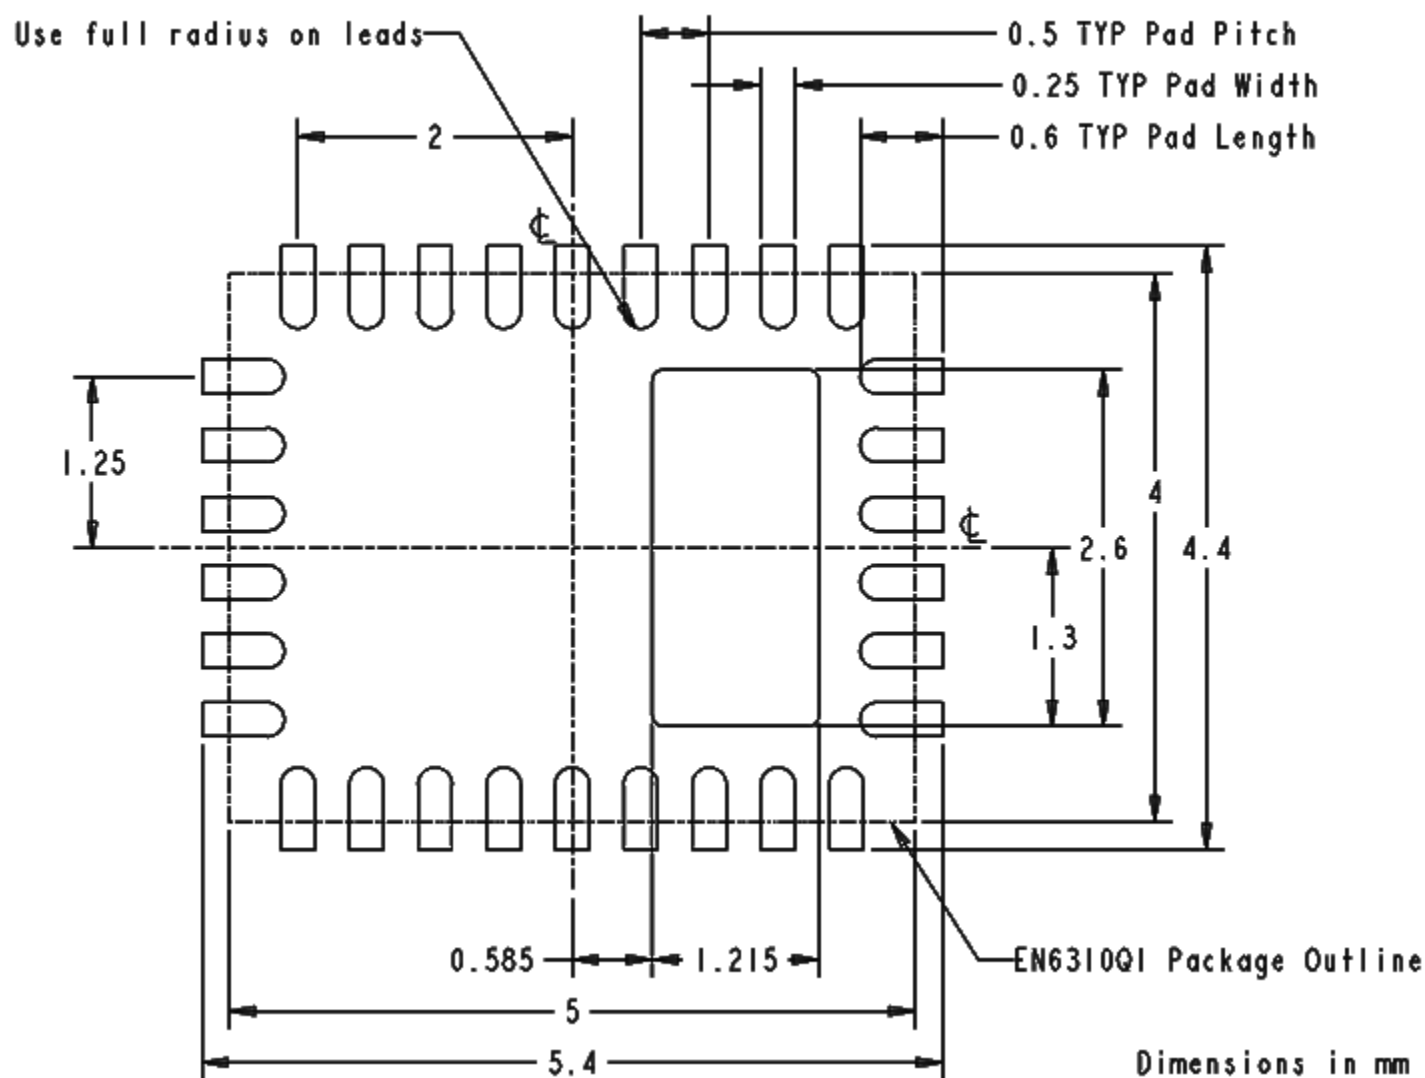 Use full radius on leads
0.5 TYP Pad Pitch
0.25 TYP Pad Width
0.6 TYP Pad Length
2
℄
1.25
℄
4
2.6
4.4
1.3
0.585
1.215
EN6310QI Package Outline
5
5.4
Dimensions in mm